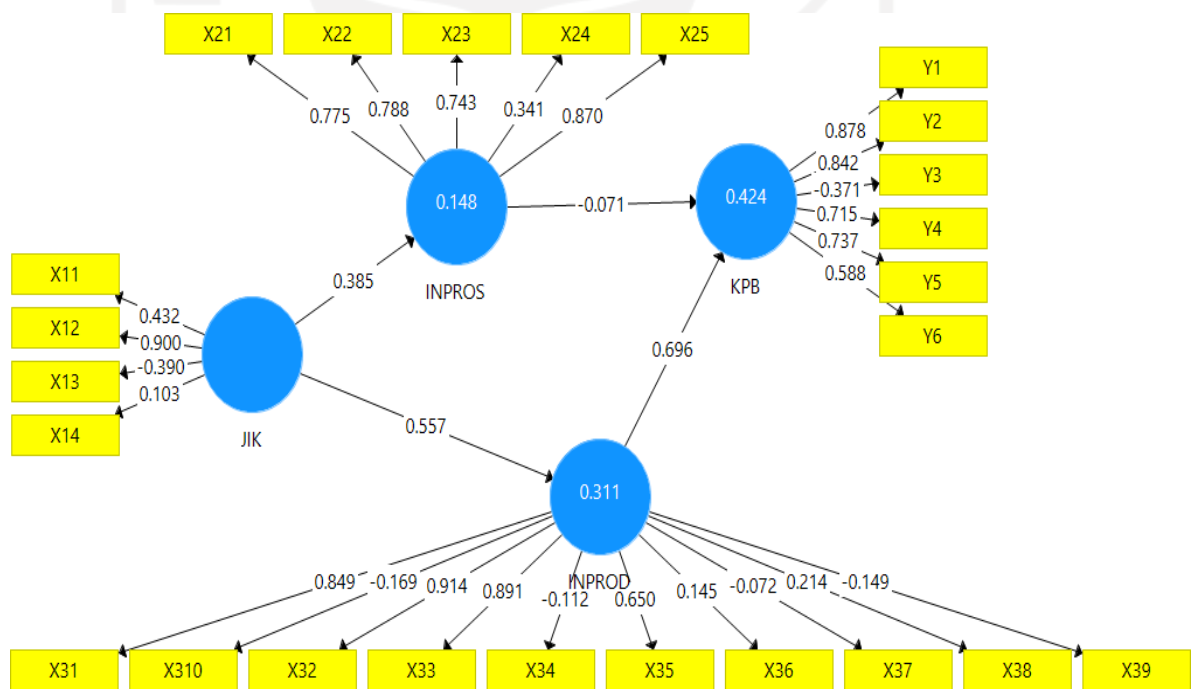 X21 X22 X23 X24 X25
Y1
Y2
Y3
Y4
Y5
Y6
0.775 0.788 0.743 0.341 0.870
0.878
0.842
-0.371
0.715
0.737
0.588
0.148
-0.071
0.424
INPROS
KPB
X11
X12
X13
X14
0.432
0.900
-0.390
0.103
0.385
JIK
0.557
0.696
0.311
INPROD
0.849 -0.169 0.914 0.891 -0.112 0.650 0.145 -0.072 0.214 -0.149
X31 X310 X32 X33 X34 X35 X36 X37 X38 X39